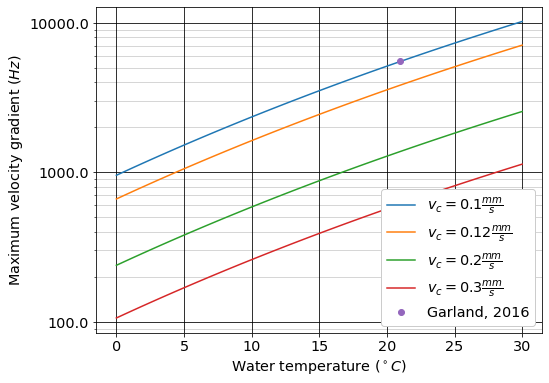 Maximum velocity gradient (Hz)
10000.0
1000.0
100.0
v_c = 0.1 mm/s
v_c = 0.12 mm/s
v_c = 0.2 mm/s
v_c = 0.3 mm/s
Garland, 2016
0 5 10 15 20 25 30
Water temperature (°C)